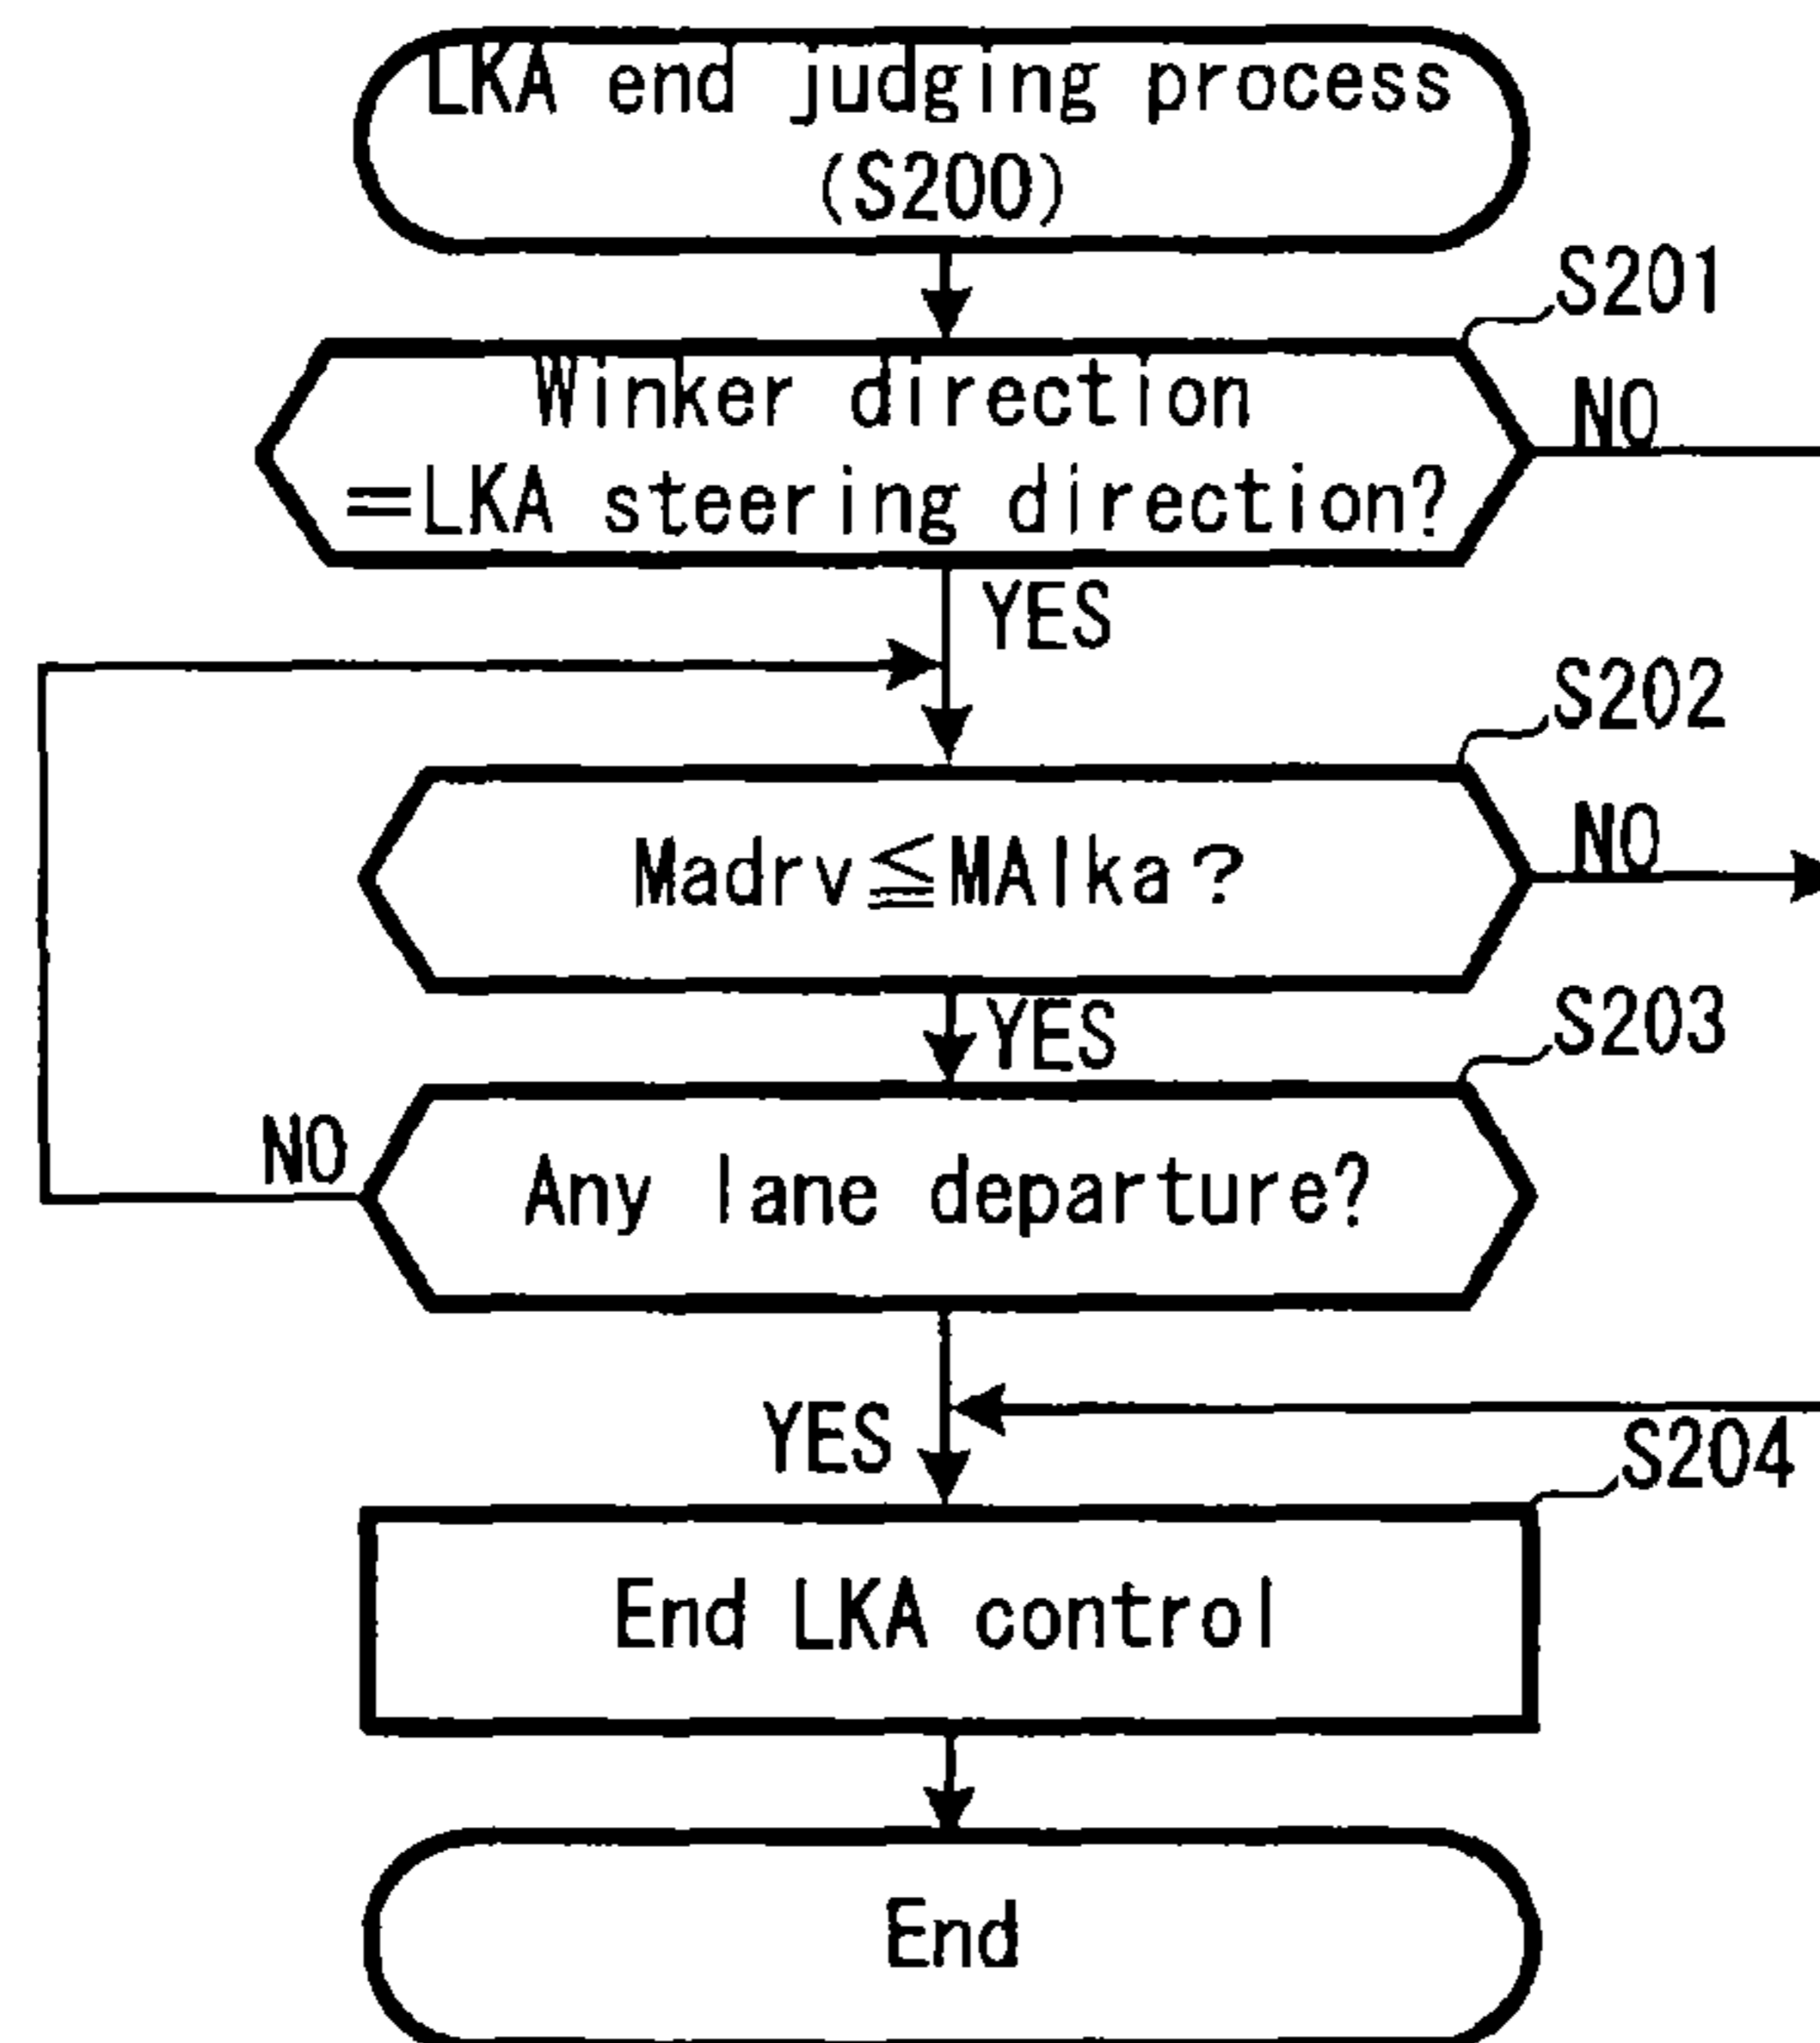 LKA end judging process
(S200)
S201
Winker direction
=LKA steering direction?
NO
YES
S202
Madrv≦MAlka?
NO
YES
S203
NO
Any lane departure?
YES
S204
End LKA control
End